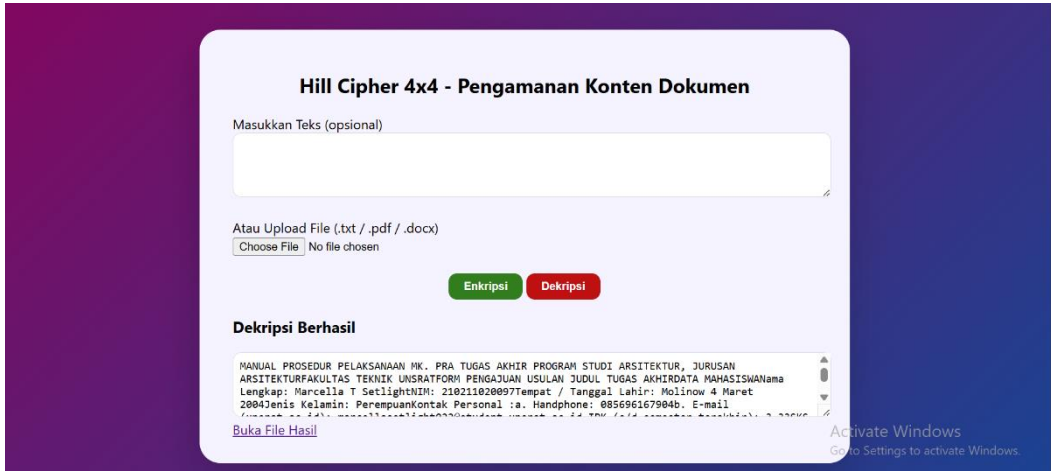 Hill Cipher 4x4 - Pengamanan Konten Dokumen
Masukkan Teks (opsional)
Atau Upload File (.txt / .pdf / .docx)
Choose File No file chosen
Enkripsi Dekripsi
Dekripsi Berhasil
MANUAL PROSEDUR PELAKSANAAN MK. PRA TUGAS AKHIR PROGRAM STUDI ARSITEKTUR, JURUSAN
ARSITEKTURFAKULTAS TEKNIK UNSRATFORM PENGAJUAN USULAN JUDUL TUGAS AKHIRDATA MAHASISWANama
Lengkap: Marcella T SetlightNIM: 210211020097Tempat / Tanggal Lahir: Molinow 4 Maret
2004Jenis Kelamin: PerempuanKontak Personal :a. Handphone: 085696167904b. E-mail
Buka File Hasil
Activate Windows
Go to Settings to activate Windows.